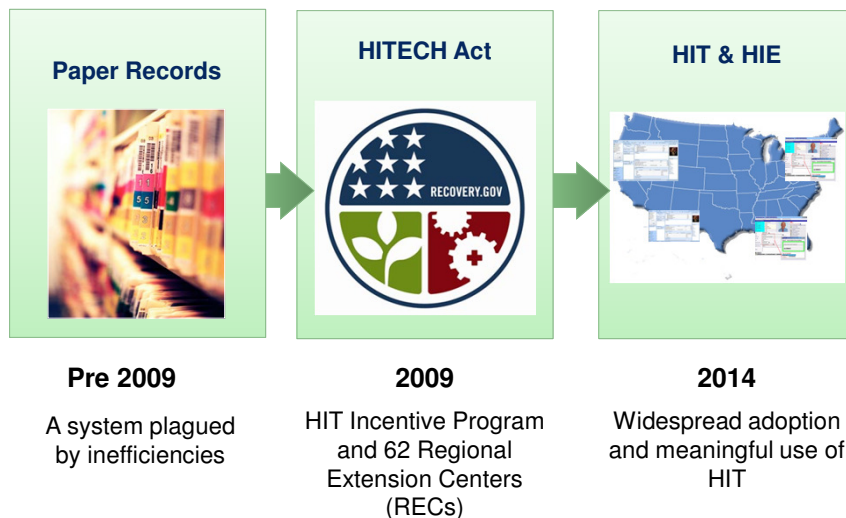 Paper Records
HITECH Act
HIT & HIE
RECOVERY.GOV
Pre 2009
A system plagued
by inefficiencies
2009
HIT Incentive Program
and 62 Regional
Extension Centers
(RECs)
2014
Widespread adoption
and meaningful use of
HIT